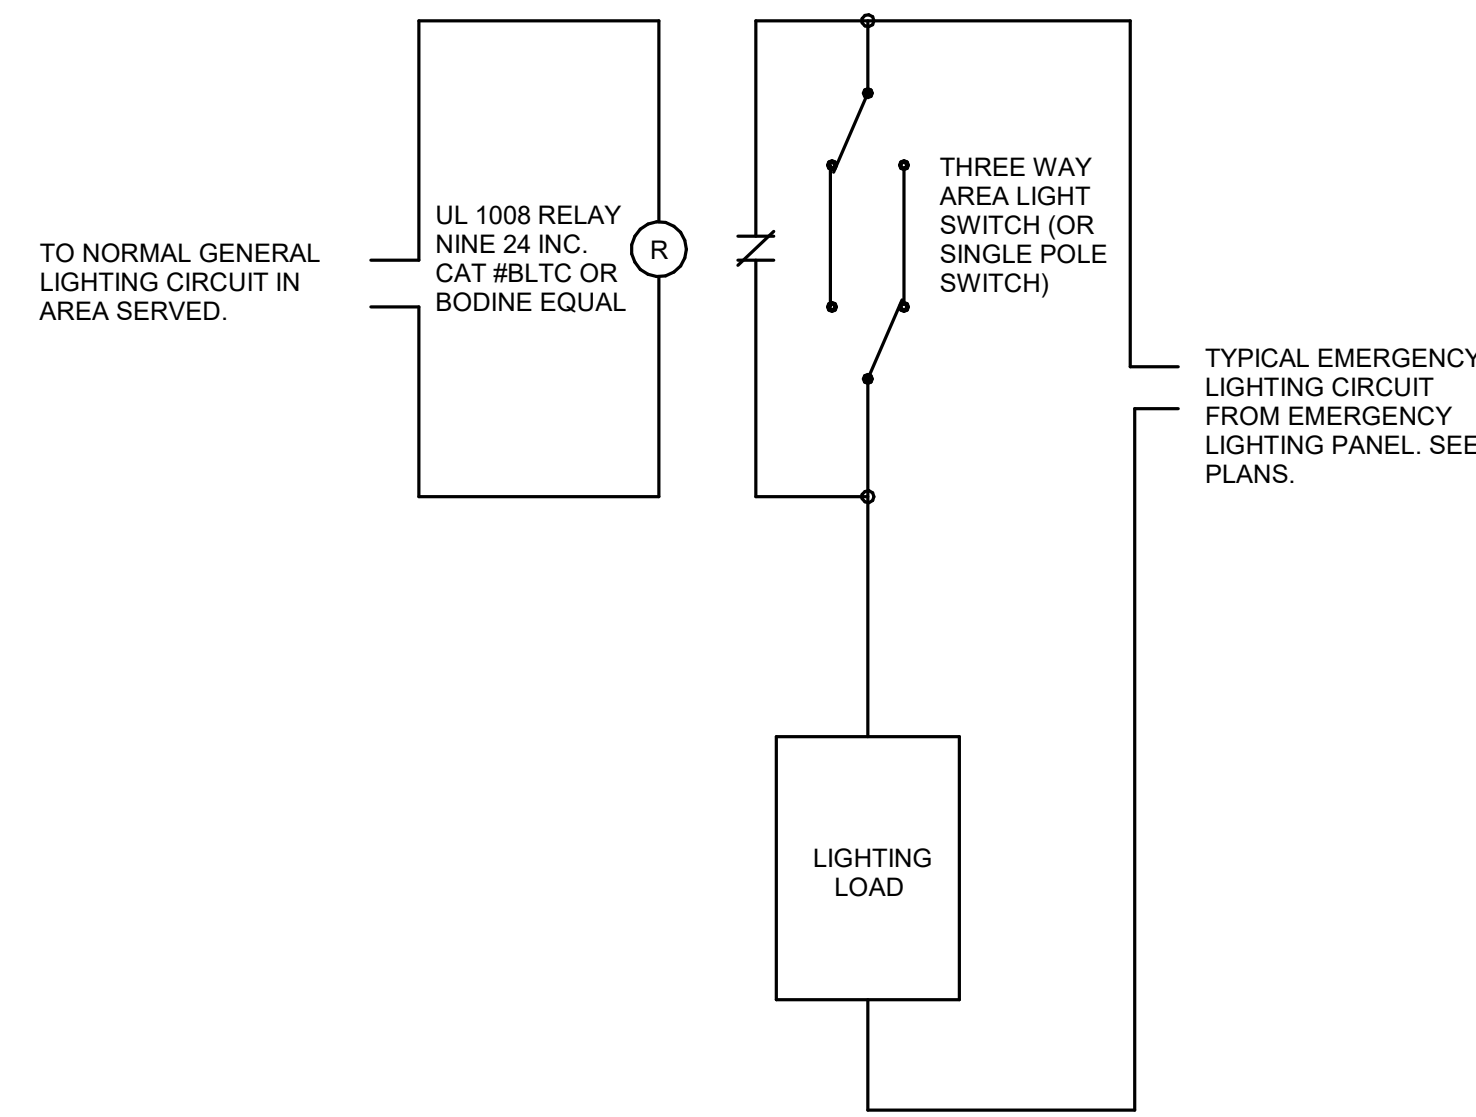 TO NORMAL GENERAL
LIGHTING CIRCUIT IN
AREA SERVED.
UL 1008 RELAY
NINE 24 INC.
CAT #BLTC OR
BODINE EQUAL
R
THREE WAY
AREA LIGHT
SWITCH (OR
SINGLE POLE
SWITCH)
TYPICAL EMERGENCY
LIGHTING CIRCUIT
FROM EMERGENCY
LIGHTING PANEL. SEE
PLANS.
LIGHTING
LOAD